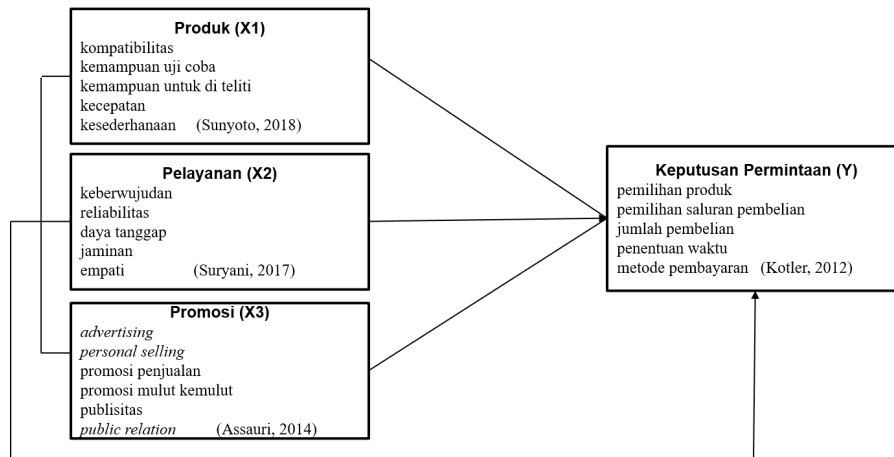 Produk (X1)
kompatibilitas
kemampuan uji coba
kemampuan untuk di teliti
kecepatan
kesederhanaan (Sunyoto, 2018)
Pelayanan (X2)
keberwujudan
reliabilitas
daya tanggap
jaminan
empati (Suryani, 2017)
Promosi (X3)
advertising
personal selling
promosi penjualan
promosi mulut kemulut
publisitas
public relation (Assauri, 2014)
Keputusan Permintaan (Y)
pemilihan produk
pemilihan saluran pembelian
jumlah pembelian
penentuan waktu
metode pembayaran (Kotler, 2012)